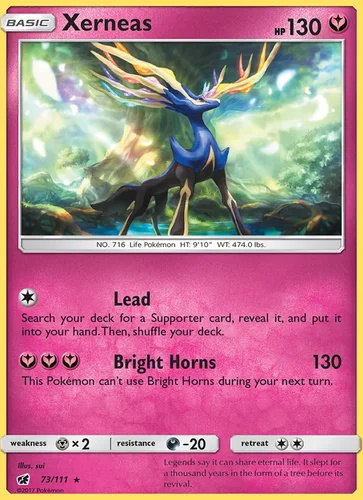 BASIC Xerneas HP 130
NO. 716 Life Pokémon HT: 9'10" WT: 474.0 lbs.
Lead
Search your deck for a Supporter card, reveal it, and put it
into your hand. Then, shuffle your deck.
Bright Horns 130
This Pokémon can't use Bright Horns during your next turn.
weakness ×2 resistance -20 retreat
Illus. sui
73/111 ★
©2017 Pokémon
Legends say it can share eternal life. It slept for
a thousand years in the form of a tree before its
revival.